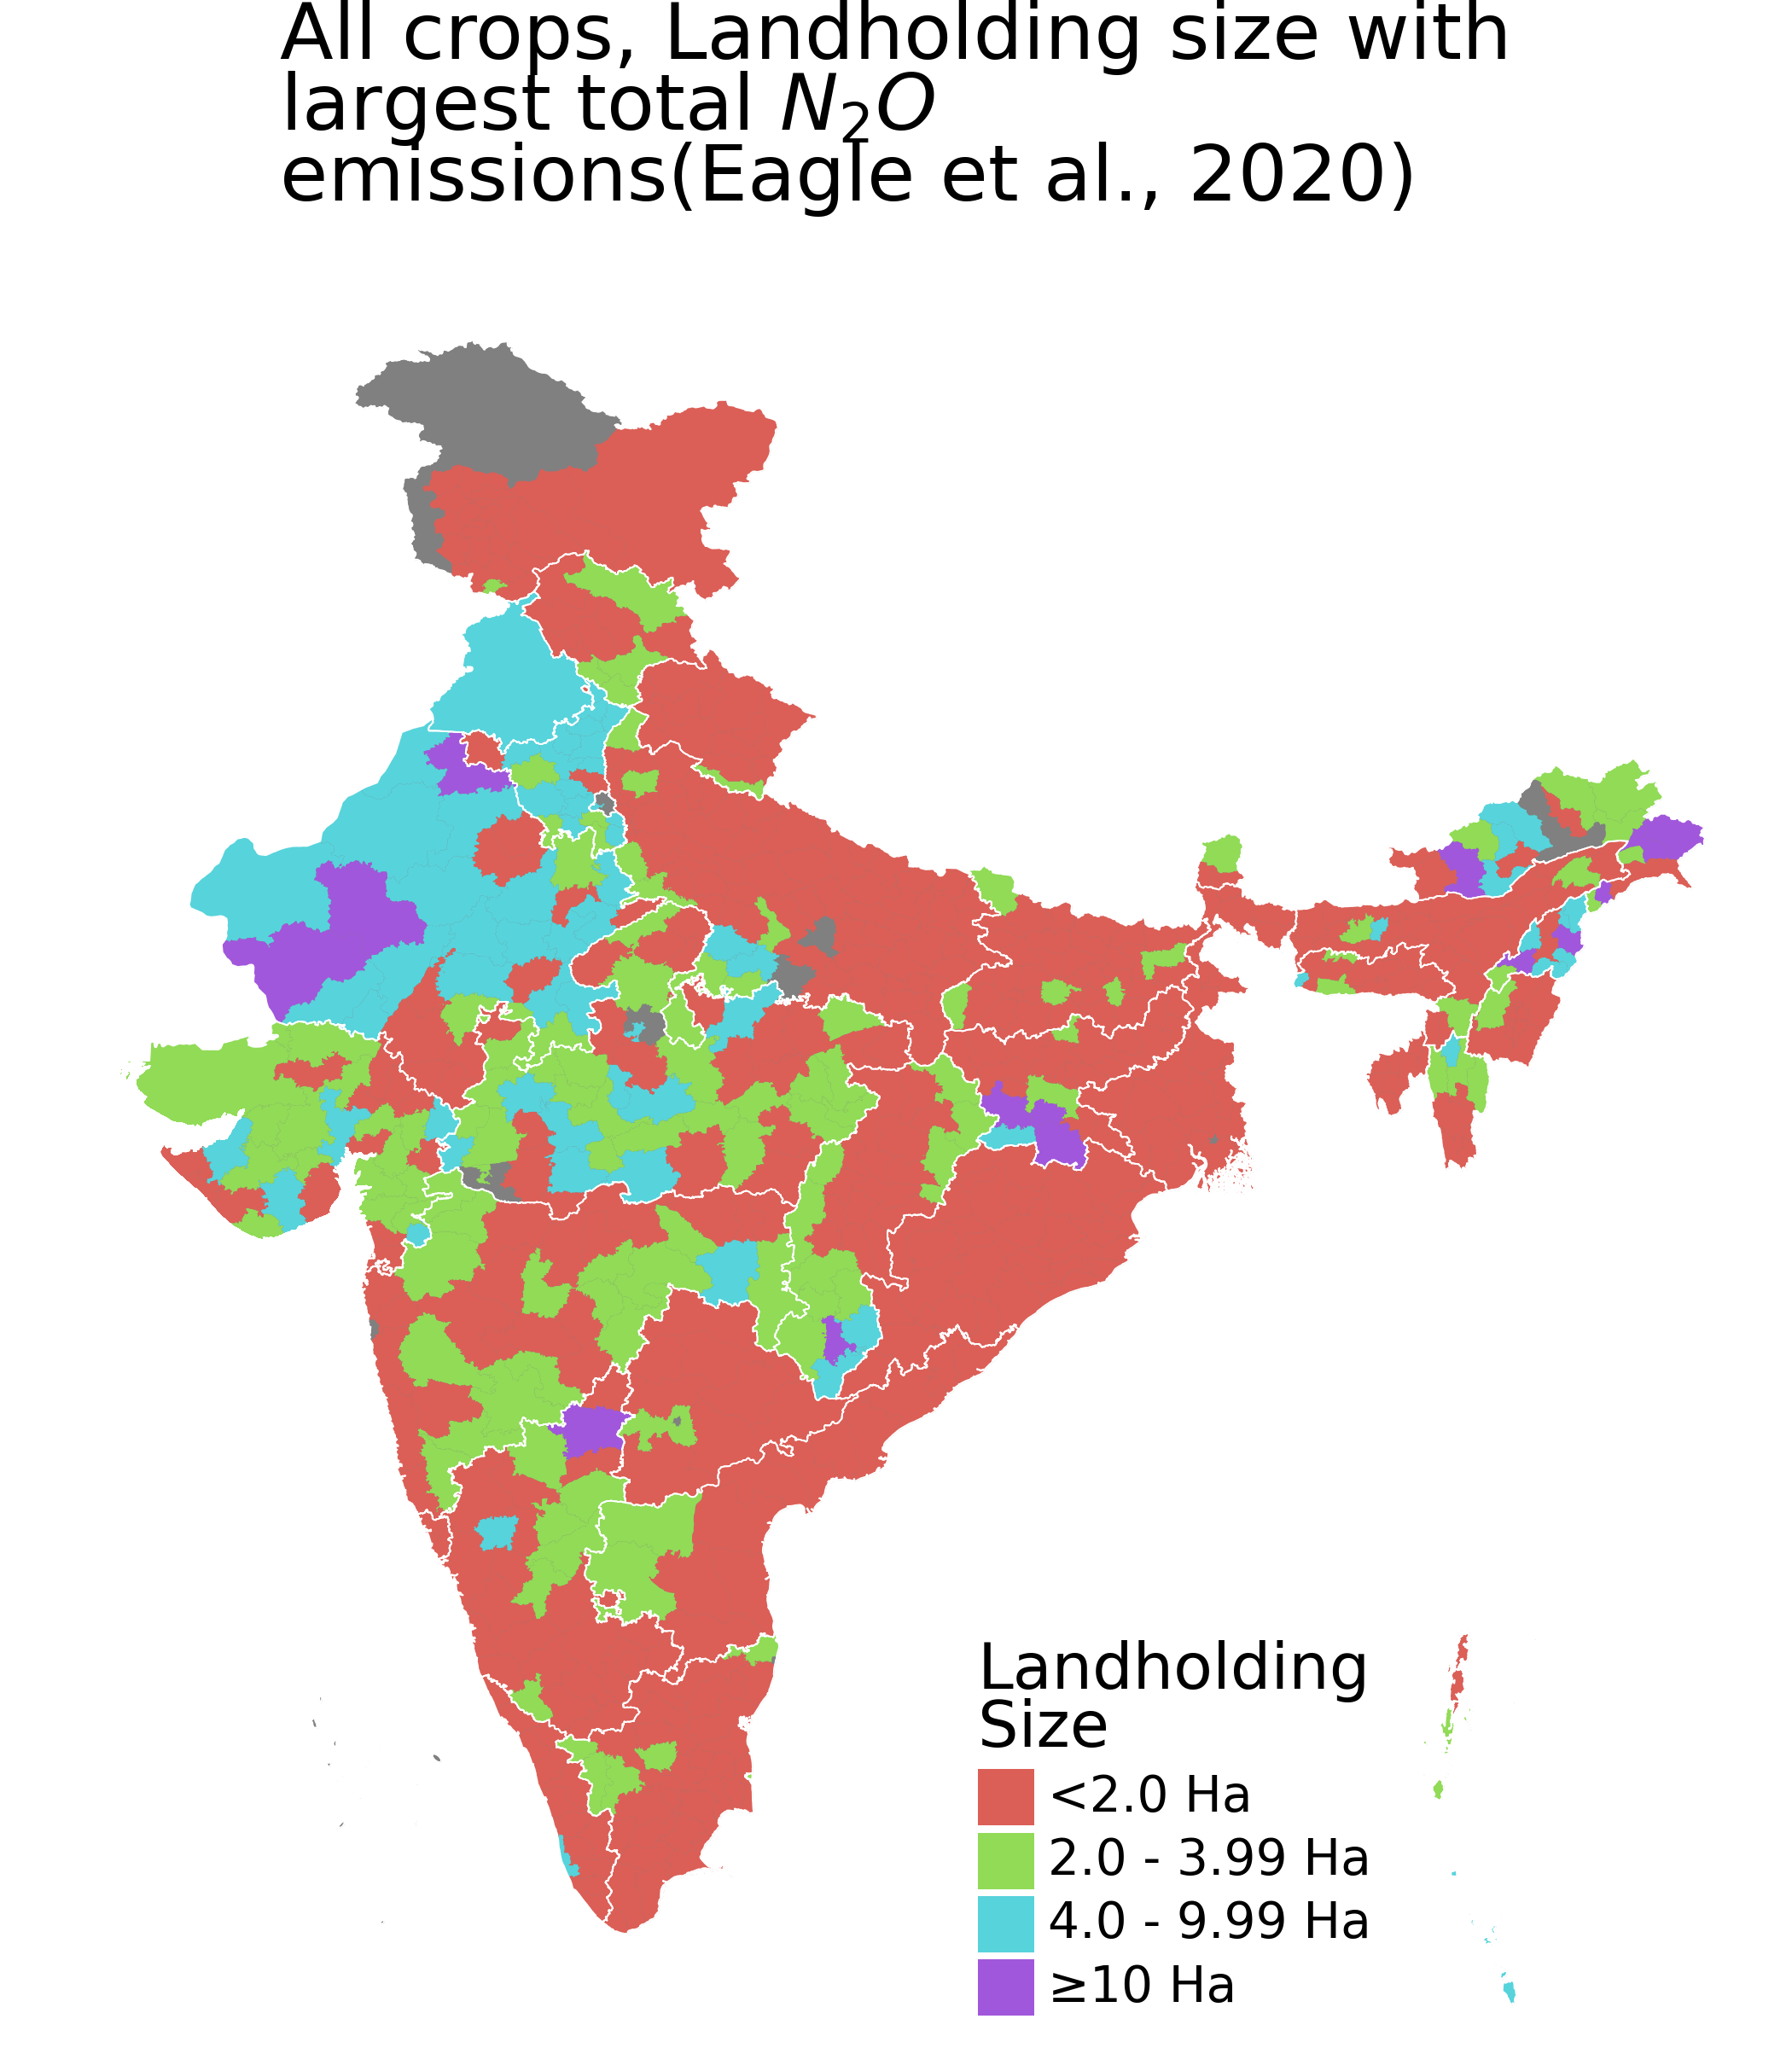 All crops, Landholding size with
largest total N₂O
emissions(Eagle et al., 2020)
Landholding
Size
<2.0 Ha
2.0 - 3.99 Ha
4.0 - 9.99 Ha
≥10 Ha